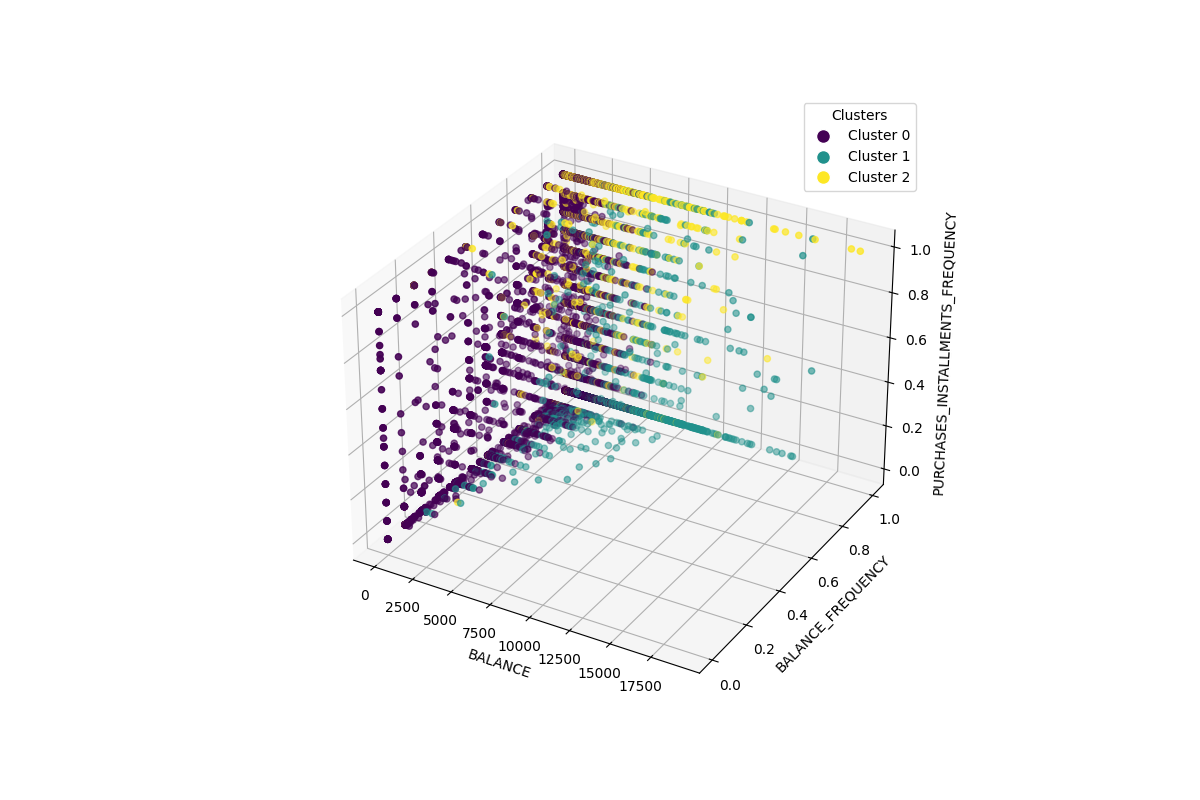 Clusters
Cluster 0
Cluster 1
Cluster 2
PURCHASES_INSTALLMENTS_FREQUENCY
1.0
0.8
0.6
0.4
0.2
0.0
1.0
0.8
0.6
0.4
0.2
0.0
BALANCE_FREQUENCY
0
2500
5000
7500
10000
12500
15000
17500
BALANCE